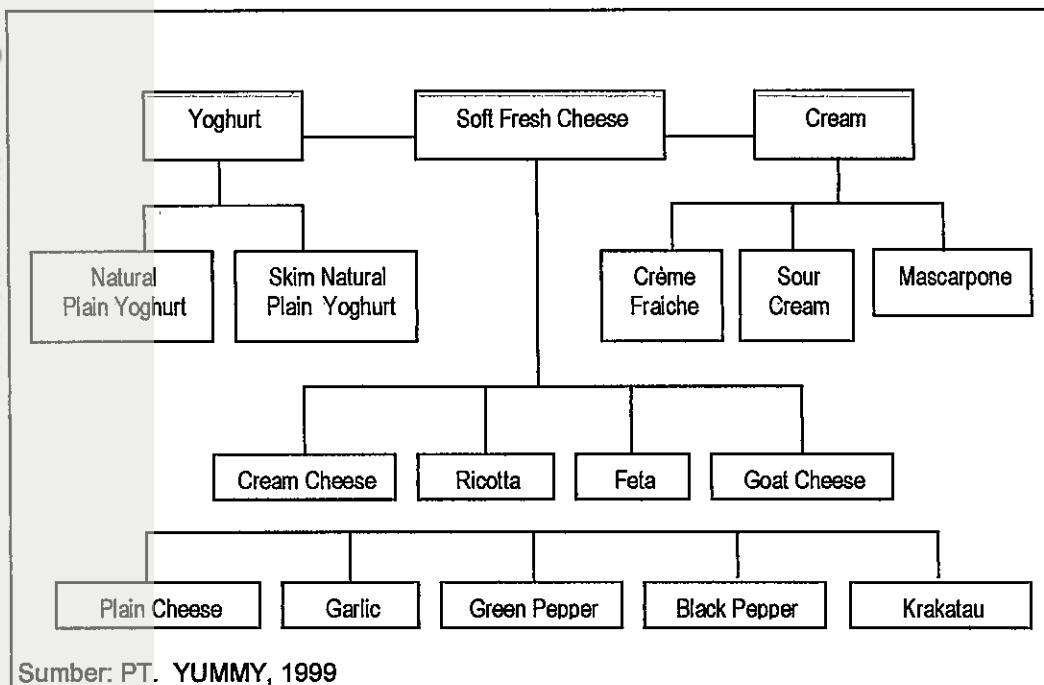 Yoghurt
Soft Fresh Cheese
Cream
Natural
Plain Yoghurt
Skim Natural
Plain Yoghurt
Crème
Fraiche
Sour
Cream
Mascarpone
Cream Cheese
Ricotta
Feta
Goat Cheese
Plain Cheese
Garlic
Green Pepper
Black Pepper
Krakatau
Sumber: PT. YUMMY, 1999